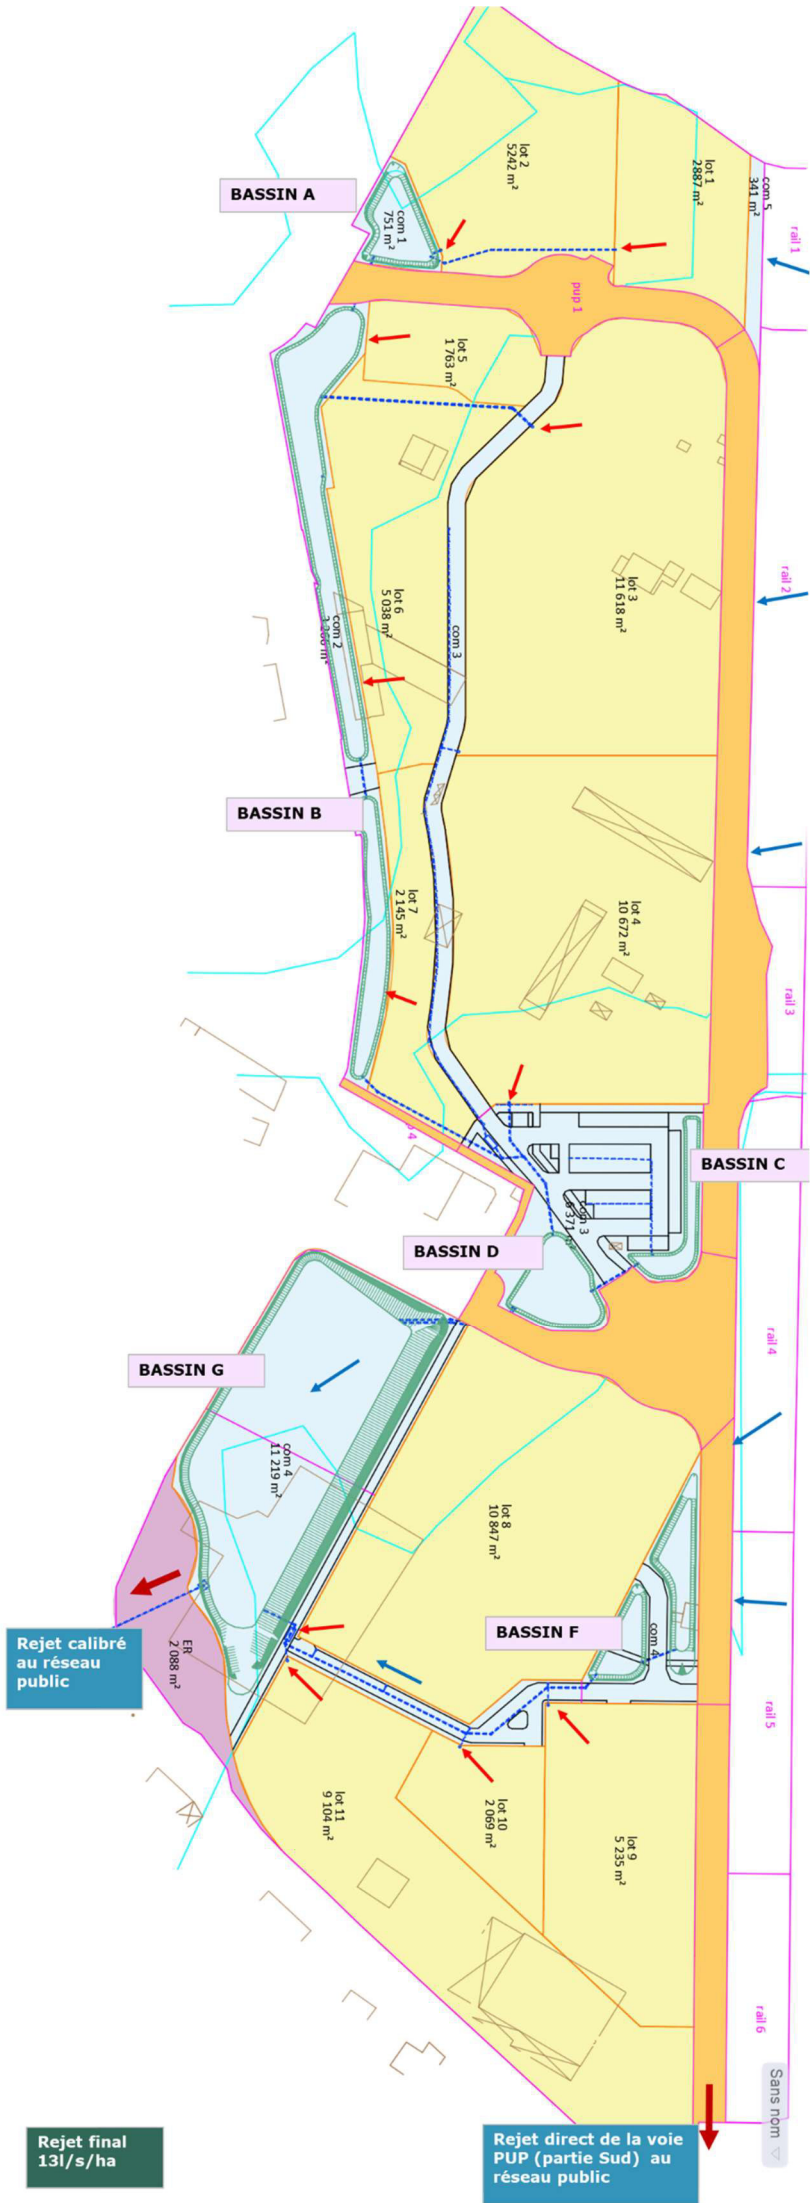 lot 2
5242 m²
lot 1
2887 m²
com 5
341 m²
rail 1
BASSIN A
com 1
751 m²
pup 1
lot 5
1 763 m²
rail 2
lot 3
11 618 m²
lot 6
5 038 m²
com 3
com 2
BASSIN B
lot 7
2 145 m²
lot 4
10 672 m²
rail 3
4
BASSIN C
com 3
6 371 m²
BASSIN D
rail 4
BASSIN G
com 4
11 219 m²
lot 8
10 847 m²
BASSIN F
com 4
Rejet calibré
au réseau
public
ER
2 088 m²
rail 5
lot 11
9 104 m²
lot 10
2 069 m²
lot 9
5 235 m²
rail 6
Sans nom
Rejet final
13l/s/ha
Rejet direct de la voie
PUP (partie Sud) au
réseau public